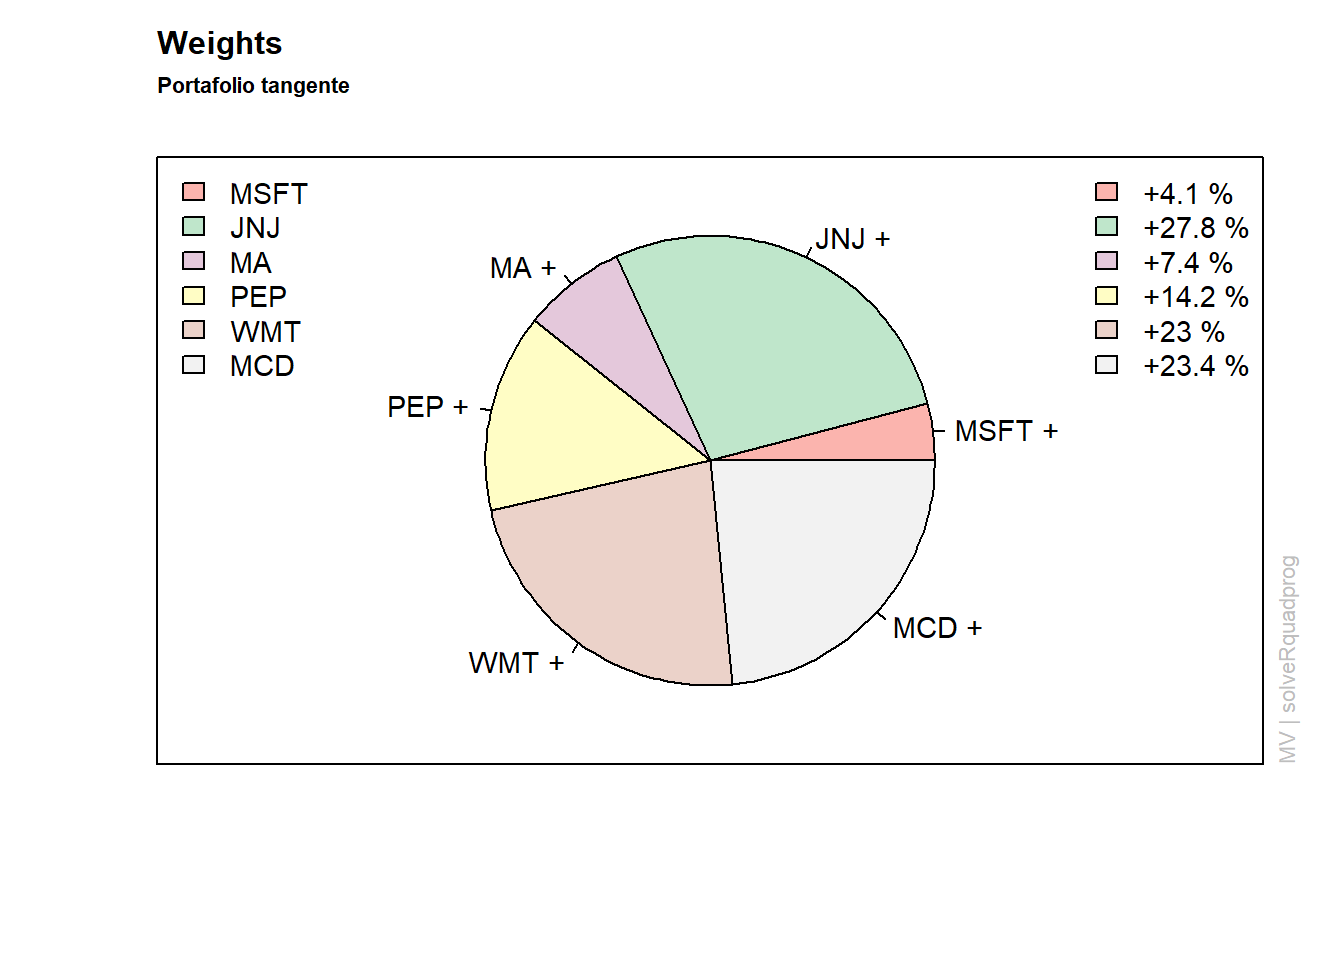 Weights
Portafolio tangente
MSFT
JNJ
MA
PEP
WMT
MCD
+4.1 %
+27.8 %
+7.4 %
+14.2 %
+23 %
+23.4 %
JNJ +
MA +
PEP +
MSFT +
WMT +
MCD +
MV | solveRquadprog